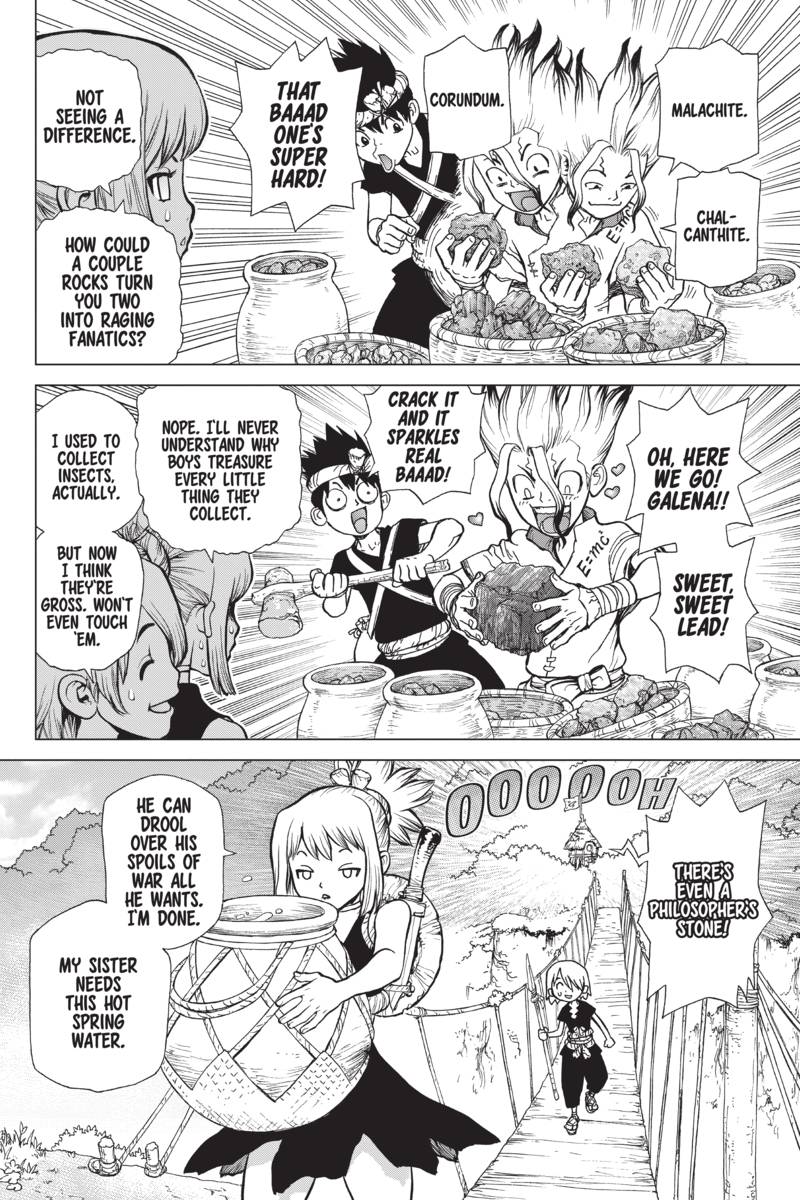 MALACHITE.
CHAL-
CANTHITE.
CORUNDUM.
THAT
BAAAD
ONE'S
SUPER
HARD!
NOT
SEEING A
DIFFERENCE.
HOW COULD
A COUPLE
ROCKS TURN
YOU TWO
INTO RAGING
FANATICS?
E=mc²
OH, HERE
WE GO!
GALENA!!
SWEET,
SWEET
LEAD!
CRACK IT
AND IT
SPARKLES
REAL
BAAAD!
E=mc²
NOPE. I'LL NEVER
UNDERSTAND WHY
BOYS TREASURE
EVERY LITTLE
THING THEY
COLLECT.
I USED TO
COLLECT
INSECTS,
ACTUALLY.
BUT NOW
I THINK
THEY'RE
GROSS. WON'T
EVEN TOUCH
'EM.
OOOOOH
THERE'S
EVEN A
PHILOSOPHER'S
STONE!
HE CAN
DROOL
OVER HIS
SPOILS OF
WAR ALL
HE WANTS.
I'M DONE.
MY SISTER
NEEDS
THIS HOT
SPRING
WATER.